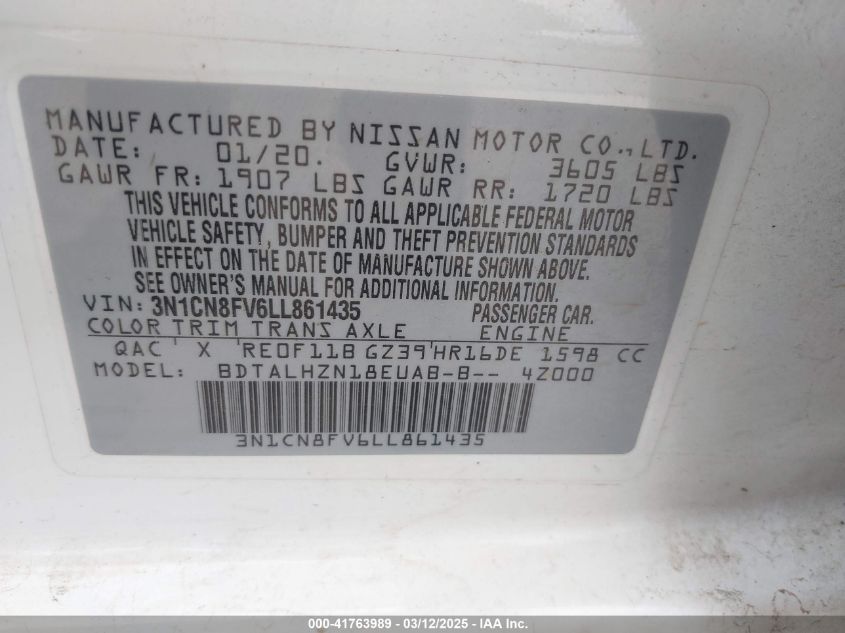 MANUFACTURED BY NISSAN MOTOR CO., LTD.
DATE: 01/20. GVWR: 3605 LBS
GAWR FR: 1907 LBS GAWR RR: 1720 LBS
THIS VEHICLE CONFORMS TO ALL APPLICABLE FEDERAL MOTOR
VEHICLE SAFETY, BUMPER AND THEFT PREVENTION STANDARDS
IN EFFECT ON THE DATE OF MANUFACTURE SHOWN ABOVE.
SEE OWNER'S MANUAL FOR ADDITIONAL INFORMATION.
VIN: 3N1CN8FV6LL861435 PASSENGER CAR.
COLOR TRIM TRANS AXLE ENGINE
QAC ' X 'RE0F11B GZ39'HR16DE 1598 CC
MODEL: BDTALHZN18EUAB-B-- 4Z000
3N1CN8FV6LL861435
000-41763989 - 03/12/2025 - IAA Inc.